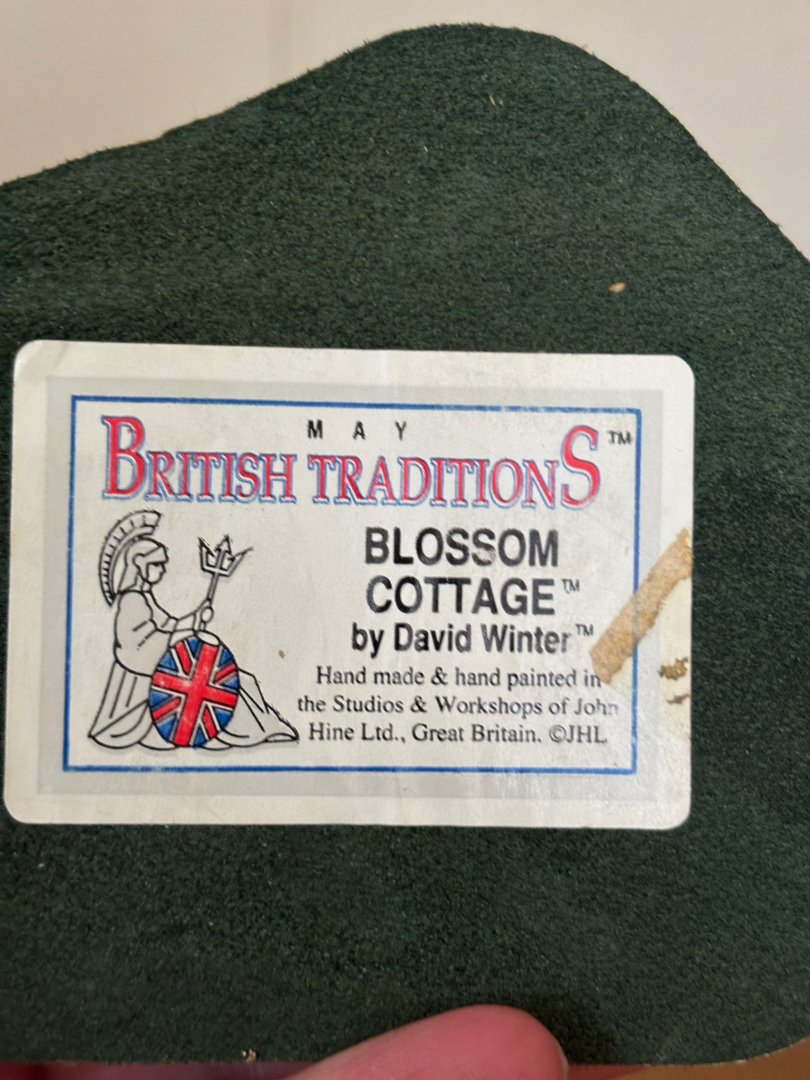 MAY
BRITISH TRADITIONS™
BLOSSOM
COTTAGE™
by David Winter™
Hand made & hand painted in
the Studios & Workshops of John
Hine Ltd., Great Britain. ©JHL